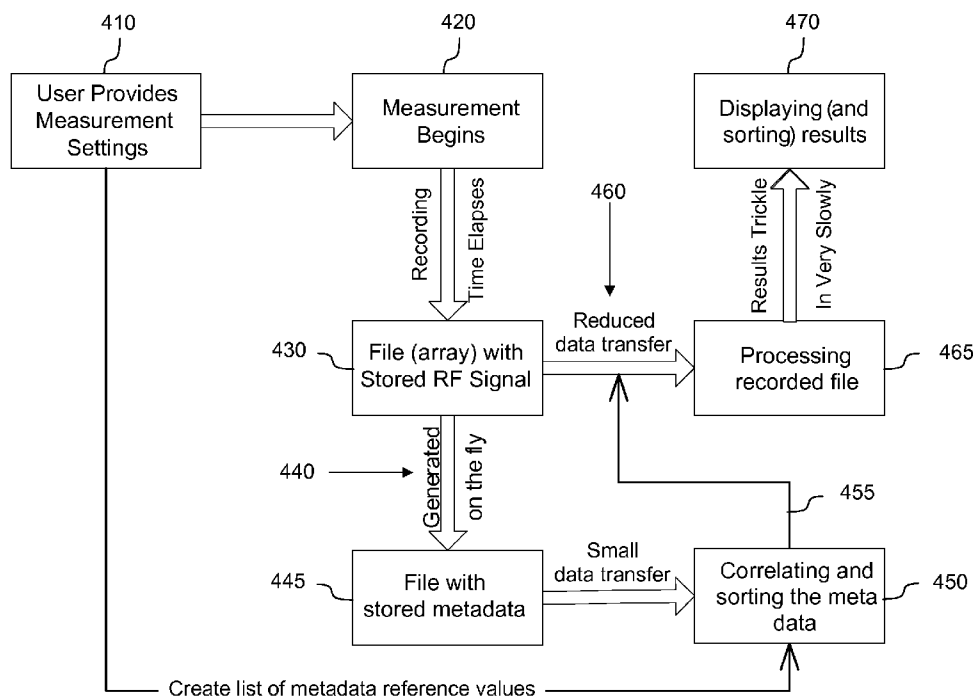 410
420
470
User Provides
Measurement
Settings
Measurement
Begins
Displaying (and
sorting) results
Recording
Time Elapses
460
Results Trickle
In Very Slowly
430
File (array) with
Stored RF Signal
Reduced
data transfer
Processing
recorded file
465
440
Generated
on the fly
455
445
File with
stored metadata
Small
data transfer
Correlating and
sorting the meta
data
450
Create list of metadata reference values